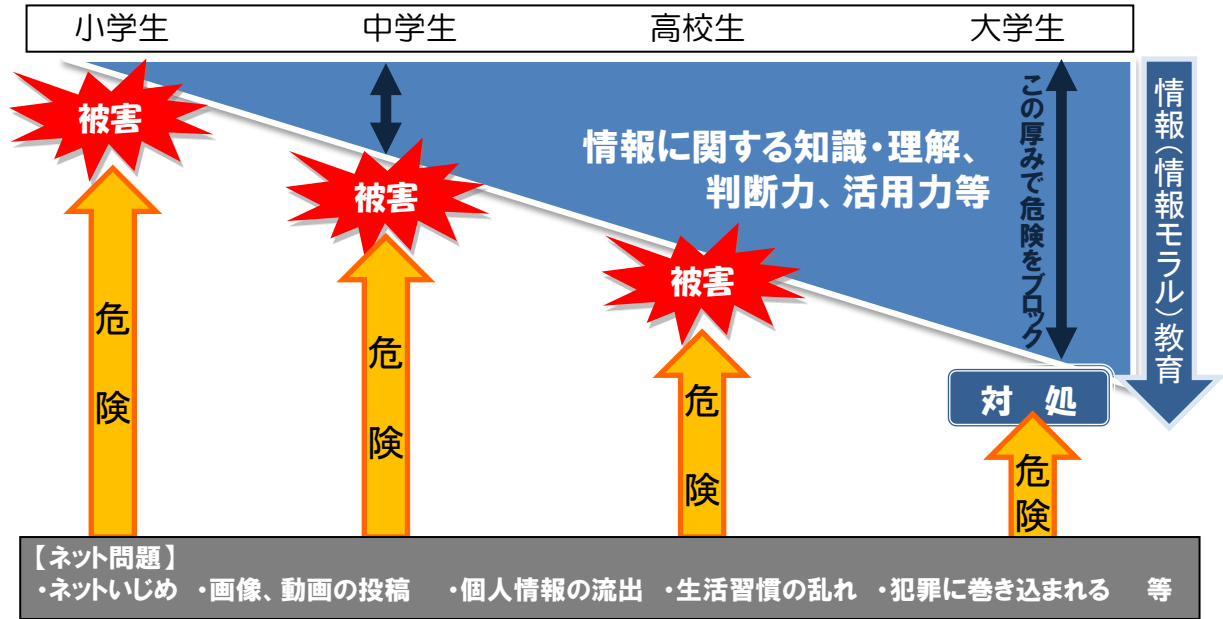 小学生 中学生 高校生 大学生
被害
被害
被害
情報に関する知識・理解、
判断力、活用力等
この厚みで危険をブロック
情報(情報モラル)教育
対 処
危険
危険
危険
危険
【ネット問題】
・ネットいじめ ・画像、動画の投稿 ・個人情報の流出 ・生活習慣の乱れ ・犯罪に巻き込まれる 等